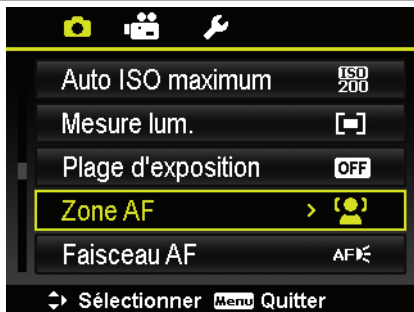 Auto ISO maximum ISO 200
Mesure lum.
Plage d'exposition OFF
Zone AF
Faisceau AF AF
Sélectionner Menu Quitter